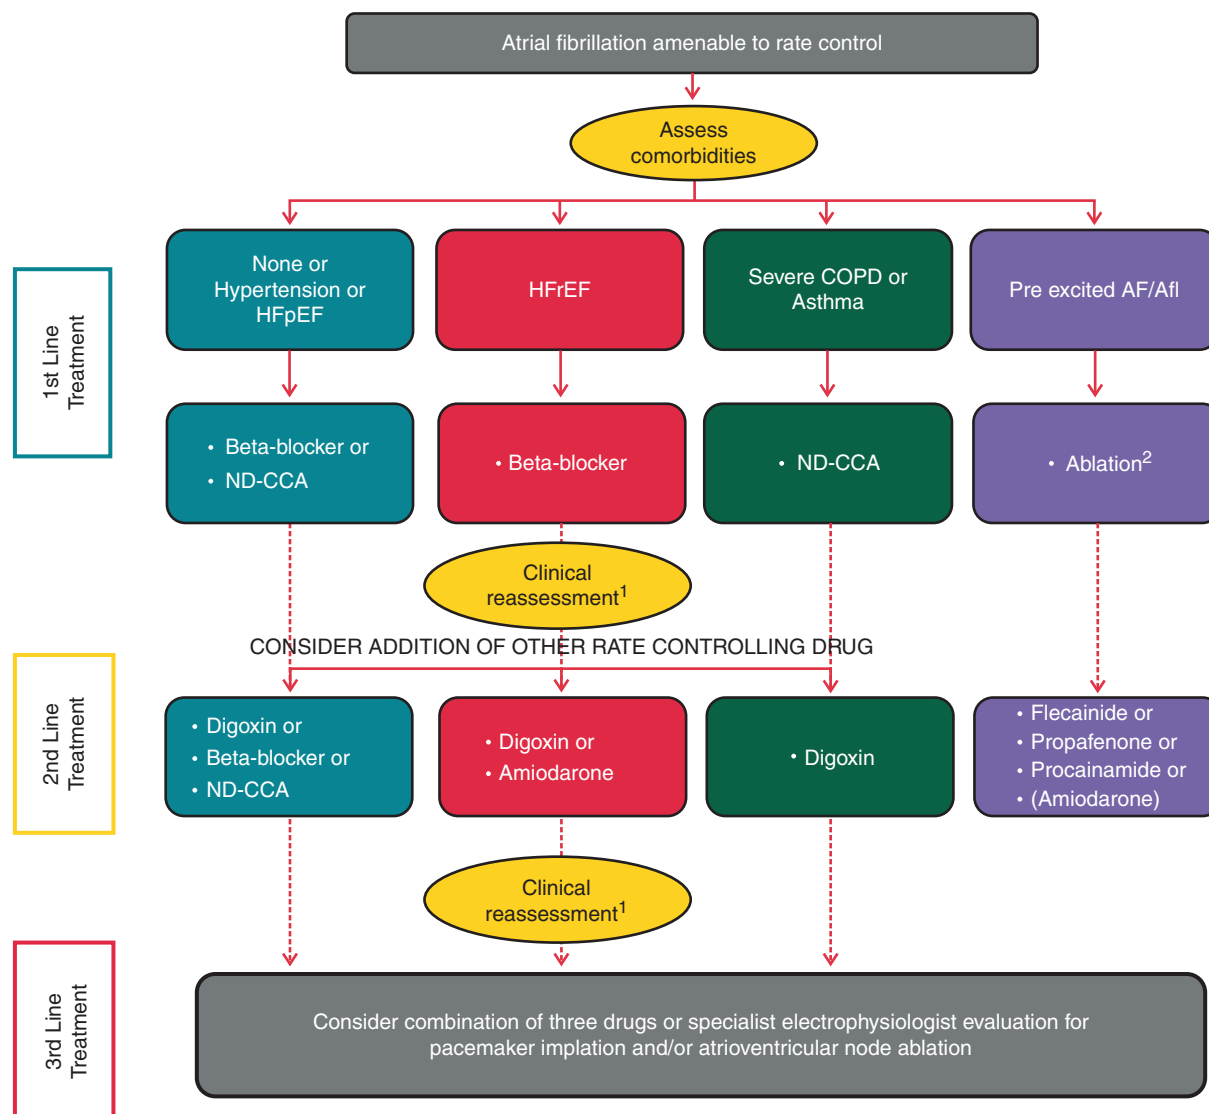 Atrial fibrillation amenable to rate control
Assess
comorbidities
None or
Hypertension or
HFpEF
HFrEF
Severe COPD or
Asthma
Pre excited AF/Afl
1st Line
Treatment
• Beta-blocker or
• ND-CCA
• Beta-blocker
• ND-CCA
• Ablation²
Clinical
reassessment¹
CONSIDER ADDITION OF OTHER RATE CONTROLLING DRUG
2nd Line
Treatment
• Digoxin or
• Beta-blocker or
• ND-CCA
• Digoxin or
• Amiodarone
• Digoxin
• Flecainide or
• Propafenone or
• Procainamide or
• (Amiodarone)
Clinical
reassessment¹
3rd Line
Treatment
Consider combination of three drugs or specialist electrophysiologist evaluation for
pacemaker implation and/or atrioventricular node ablation